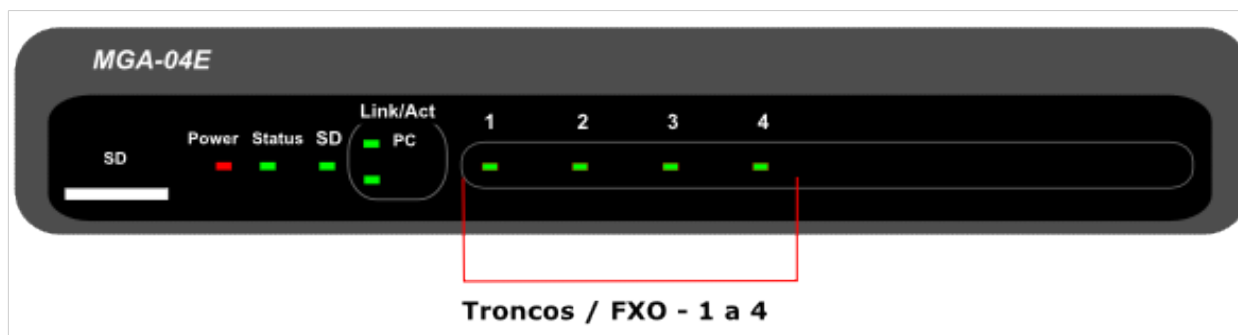 MGA-04E
Link/Act
1 2 3 4
Power Status SD PC
SD
Troncos / FXO - 1 a 4